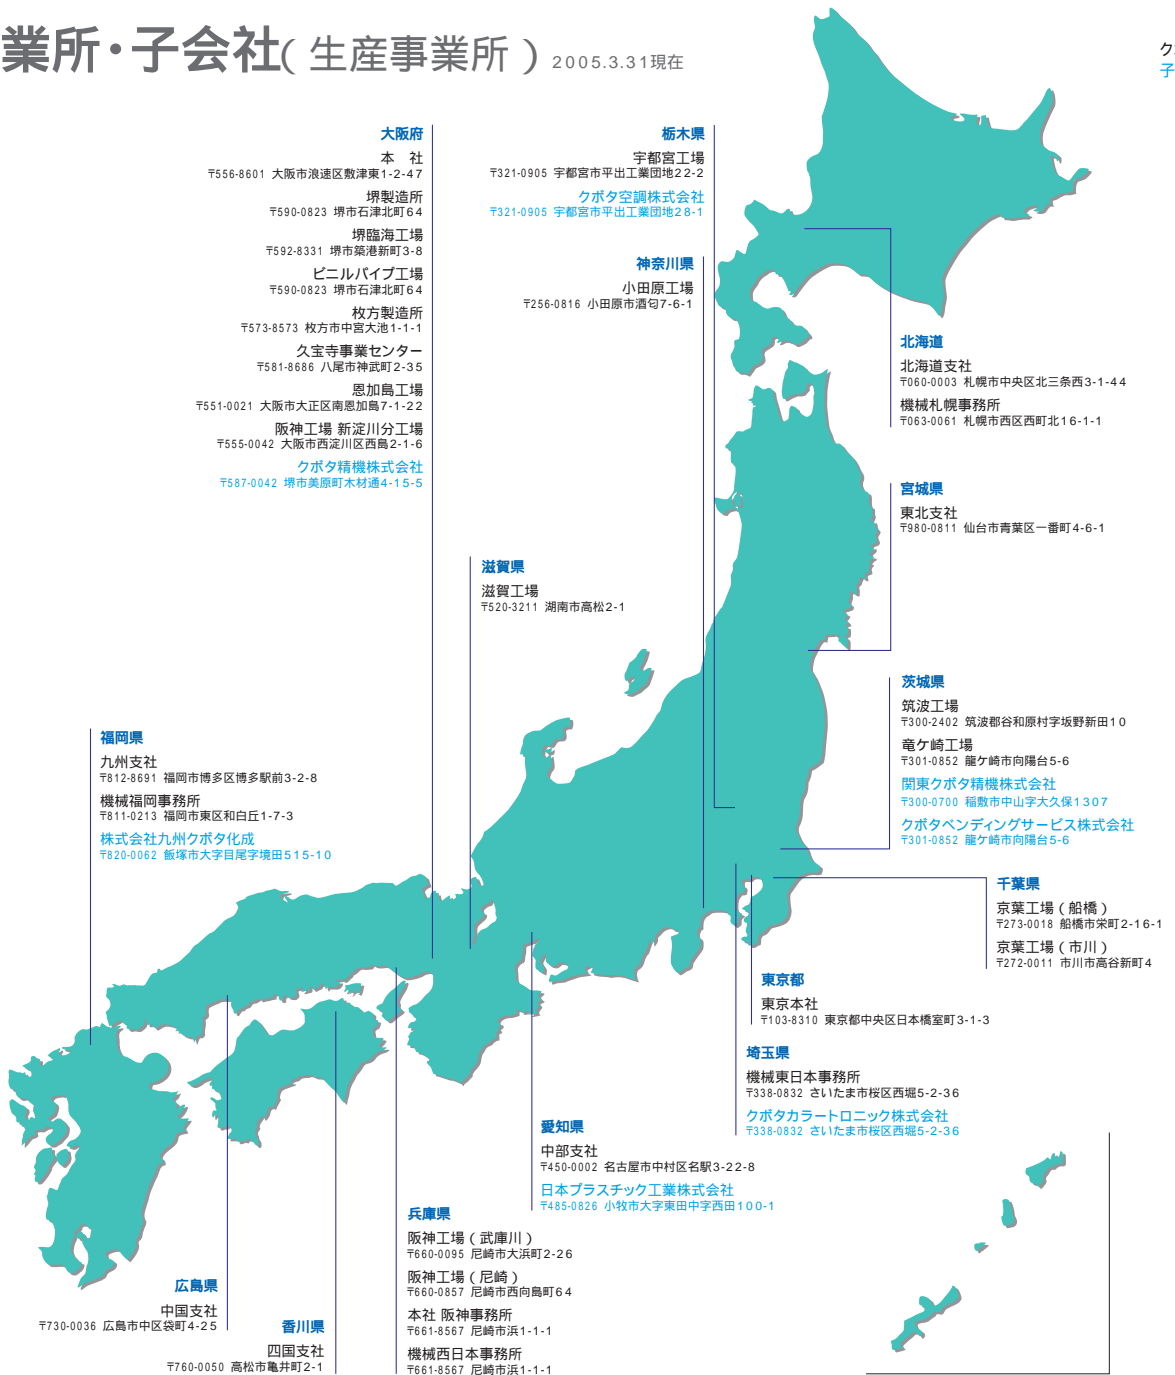 業所・子会社(生産事業所) 2005.3.31現在
ク
子
大阪府
本 社
〒556-8601 大阪市浪速区敷津東1-2-47
堺製造所
〒590-0823 堺市石津北町64
堺臨海工場
〒592-8331 堺市築港新町3-8
ビニルパイプ工場
〒590-0823 堺市石津北町64
枚方製造所
〒573-8573 枚方市中宮大池1-1-1
久宝寺事業センター
〒581-8686 八尾市神武町2-35
恩加島工場
〒551-0021 大阪市大正区南恩加島7-1-22
阪神工場 新淀川分工場
〒555-0042 大阪市西淀川区西島2-1-6
クボタ精機株式会社
〒587-0042 堺市美原町木材通4-15-5
栃木県
宇都宮工場
〒321-0905 宇都宮市平出工業団地22-2
クボタ空調株式会社
〒321-0905 宇都宮市平出工業団地28-1
神奈川県
小田原工場
〒256-0816 小田原市酒匂7-6-1
北海道
北海道支社
〒060-0003 札幌市中央区北三条西3-1-44
機械札幌事務所
〒063-0061 札幌市西区西町北16-1-1
宮城県
東北支社
〒980-0811 仙台市青葉区一番町4-6-1
滋賀県
滋賀工場
〒520-3211 湖南市高松2-1
茨城県
筑波工場
〒300-2402 筑波郡谷和原村字坂野新田10
竜ケ崎工場
〒301-0852 龍ケ崎市向陽台5-6
関東クボタ精機株式会社
〒300-0700 稲敷市中山字大久保1307
クボタベンディングサービス株式会社
〒301-0852 龍ケ崎市向陽台5-6
福岡県
九州支社
〒812-8691 福岡市博多区博多駅前3-2-8
機械福岡事務所
〒811-0213 福岡市東区和白丘1-7-3
株式会社九州クボタ化成
〒820-0062 飯塚市大字目尾字境田515-10
千葉県
京葉工場(船橋)
〒273-0018 船橋市栄町2-16-1
京葉工場(市川)
〒272-0011 市川市高谷新町4
東京都
東京本社
〒103-8310 東京都中央区日本橋室町3-1-3
埼玉県
機械東日本事務所
〒338-0832 さいたま市桜区西堀5-2-36
クボタカラートロニック株式会社
〒338-0832 さいたま市桜区西堀5-2-36
愛知県
中部支社
〒450-0002 名古屋市中村区名駅3-22-8
日本プラスチック工業株式会社
〒485-0826 小牧市大字東田中字西田100-1
兵庫県
阪神工場(武庫川)
〒660-0095 尼崎市大浜町2-26
阪神工場(尼崎)
〒660-0857 尼崎市西向島町64
本社 阪神事務所
〒661-8567 尼崎市浜1-1-1
機械西日本事務所
〒661-8567 尼崎市浜1-1-1
広島県
中国支社
〒730-0036 広島市中区袋町4-25
香川県
四国支社
〒760-0050 高松市亀井町2-1